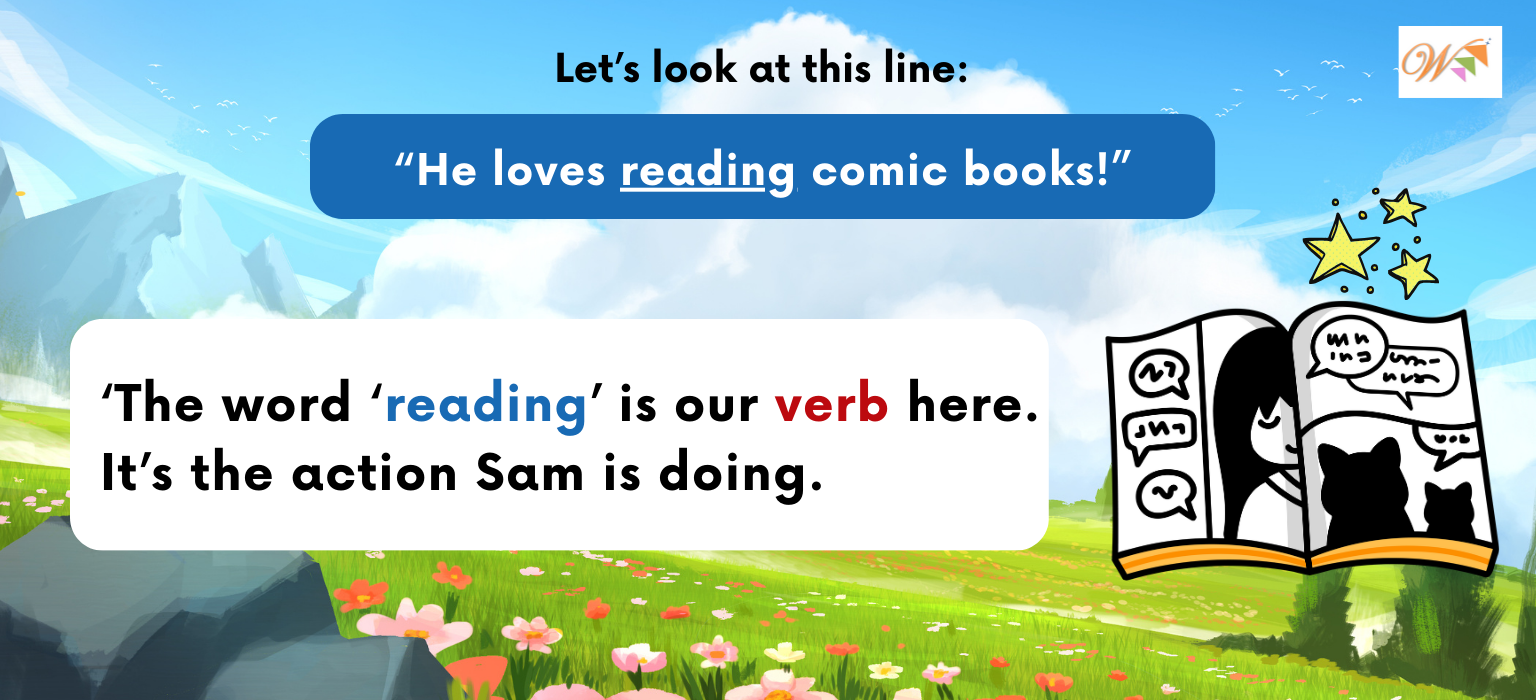 Let’s look at this line:
W
“He loves reading comic books!”
‘The word ‘reading’ is our verb here.
It’s the action Sam is doing.